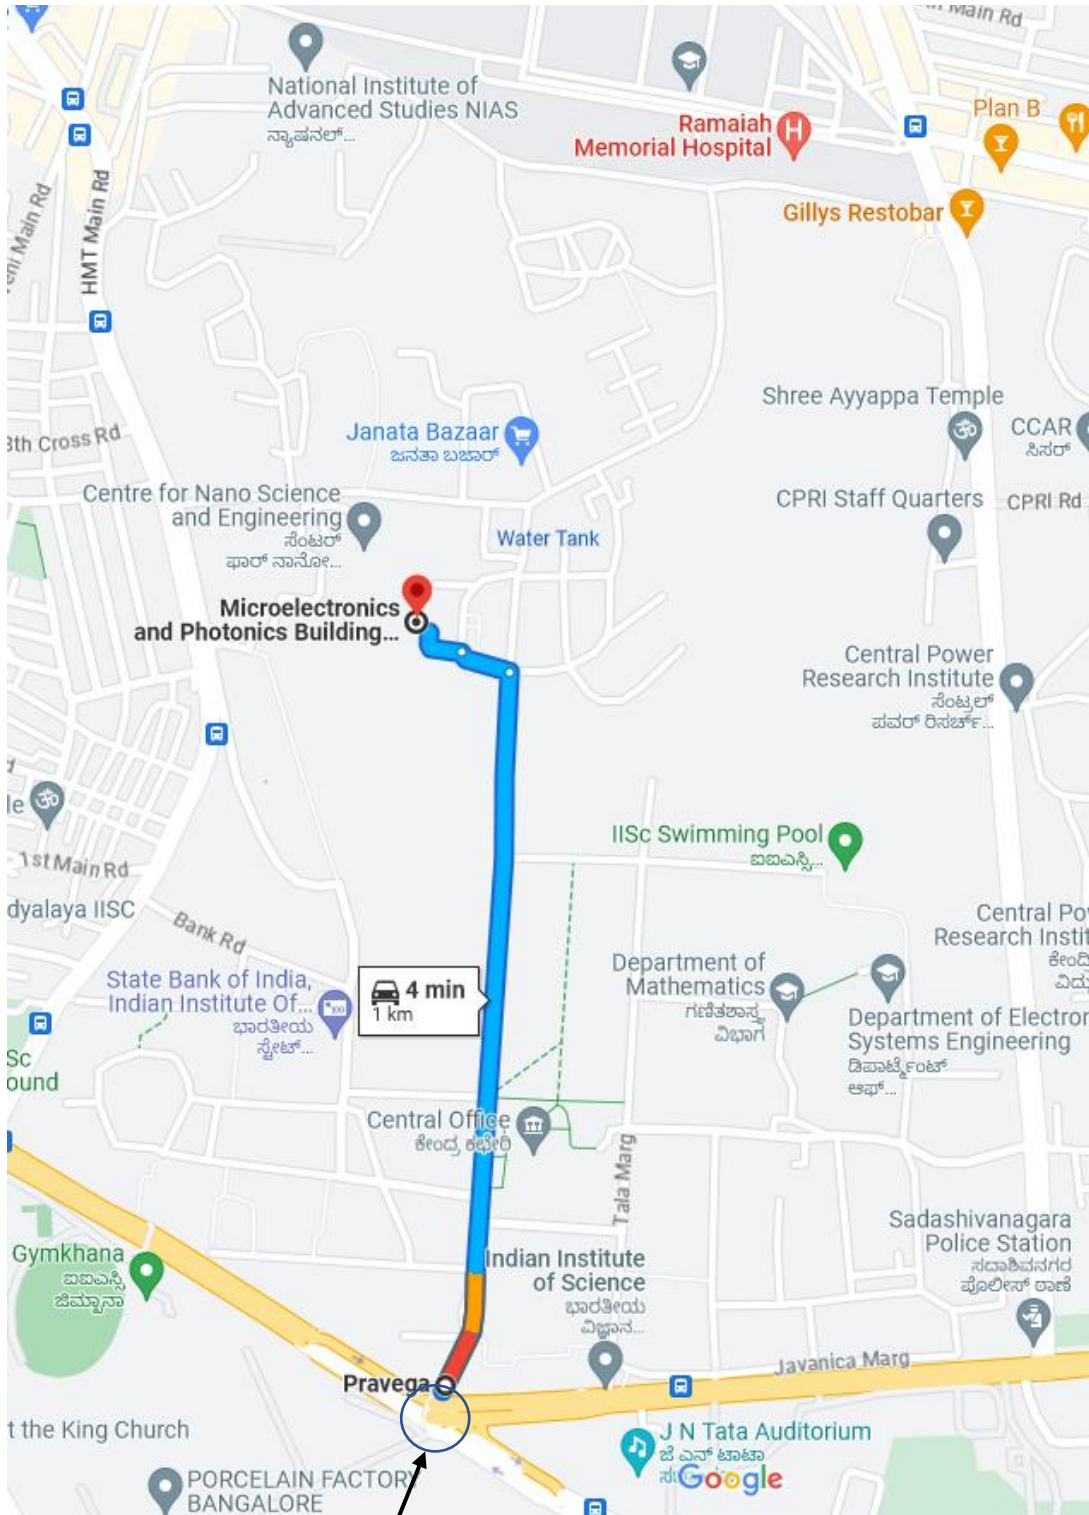 Main Rd
National Institute of
Advanced Studies NIAS
ನ್ಯಾಷನಲ್...
Ramaiah
Memorial Hospital
Plan B
Gillys Restobar
HMT Main Rd
Main Rd
Shree Ayyappa Temple
CCAR
ಸಿಸರ್
Janata Bazaar
ಜನತಾ ಬಜಾರ್
8th Cross Rd
Centre for Nano Science
and Engineering
ಸೆಂಟರ್
ಫಾರ್ ನಾನೋ...
CPRI Staff Quarters
CPRI Rd
Water Tank
Microelectronics
and Photonics Building...
Central Power
Research Institute
ಸೆಂಟ್ರಲ್
ಪವರ್ ರಿಸರ್ಚ್...
IISc Swimming Pool
ಐಐಎಸ್ಸಿ...
1st Main Rd
dyalaya IISC
Bank Rd
State Bank of India,
Indian Institute Of...
ಭಾರತೀಯ
ಸ್ಟೇಟ್...
4 min
1 km
Department of
Mathematics
ಗಣಿತಶಾಸ್ತ್ರ
ವಿಭಾಗ
Central Po
Research Instit
ಕೇಂದ್ರಿ
ವಿದ್ಯು
Department of Electron
Systems Engineering
ಡಿಪಾರ್ಟ್ಮೆಂಟ್
ಆಫ್...
Sc
ound
Central Office
ಕೇಂದ್ರ ಕಛೇರಿ
Tala Marg
Sadashivanagara
Police Station
ಸದಾಶಿವನಗರ
ಪೊಲೀಸ್ ಠಾಣೆ
Gymkhana
ಐಐಎಸ್ಸಿ
ಜಿಮ್ಖಾನಾ
Indian Institute
of Science
ಭಾರತೀಯ
ವಿಜ್ಞಾನ...
Javanica Marg
Pravega
t the King Church
J N Tata Auditorium
ಜೆ ಎನ್ ಟಾಟಾ
Google
PORCELAIN FACTORY
BANGALORE